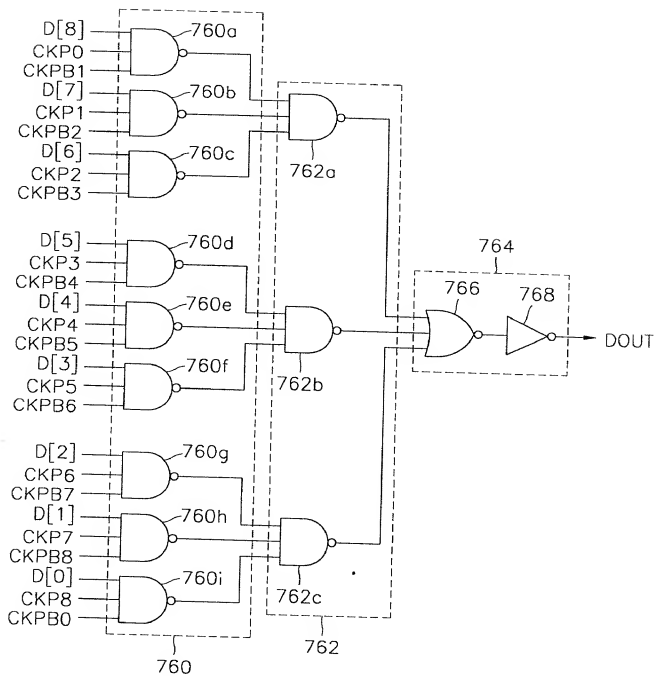 D[8]
760a
CKP0
CKPB1
D[7]
760b
CKP1
CKPB2
D[6]
760c
CKP2
CKPB3
762a
D[5]
760d
CKP3
CKPB4
D[4]
760e
CKP4
CKPB5
D[3]
760f
CKP5
CKPB6
762b
764
766
768
DOUT
D[2]
760g
CKP6
CKPB7
D[1]
760h
CKP7
CKPB8
D[0]
760i
CKP8
CKPB0
762c
760
762